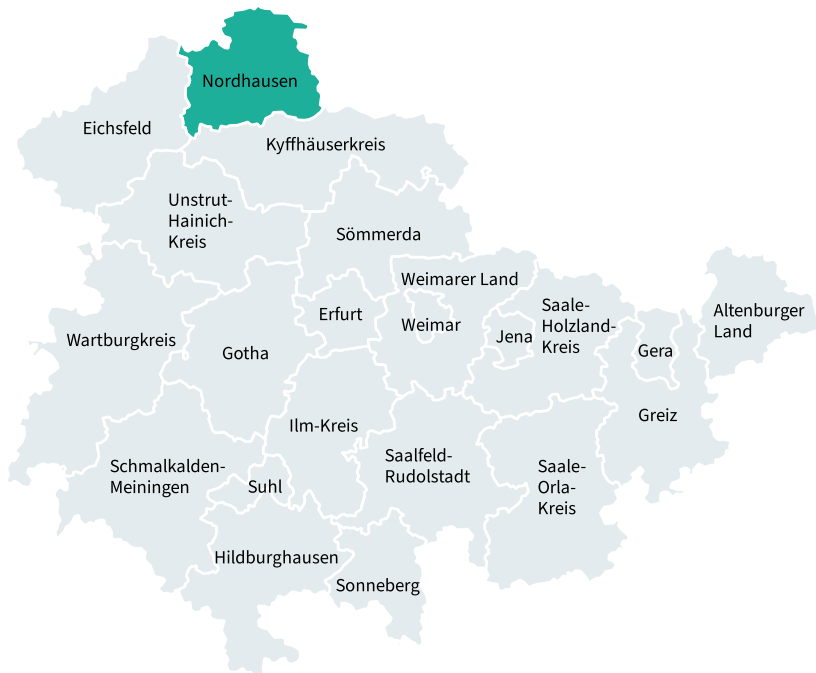 Nordhausen
Eichsfeld
Kyffhäuserkreis
Unstrut-
Hainich-
Kreis
Sömmerda
Weimarer Land
Saale-
Holzland-
Kreis
Altenburger
Land
Erfurt
Weimar
Jena
Wartburgkreis
Gotha
Gera
Greiz
Ilm-Kreis
Schmalkalden-
Meiningen
Suhl
Saalfeld-
Rudolstadt
Saale-
Orla-
Kreis
Hildburghausen
Sonneberg